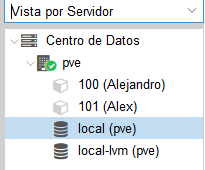 Vista por Servidor
Centro de Datos
pve
100 (Alejandro)
101 (Alex)
local (pve)
local-lvm (pve)